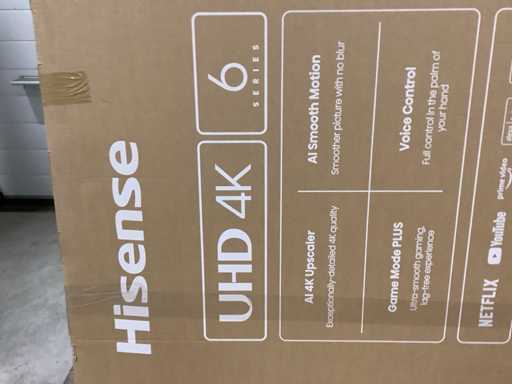 Hisense
UHD 4K
6
SERIES
AI 4K Upscaler
Exceptionally-detailed 4K quality
AI Smooth Motion
Smoother picture with no blur
Game Mode PLUS
Ultra-smooth gaming,
lag-free experience
Voice Control
Full control in the palm of
your hand
NETFLIX
YouTube
prime video